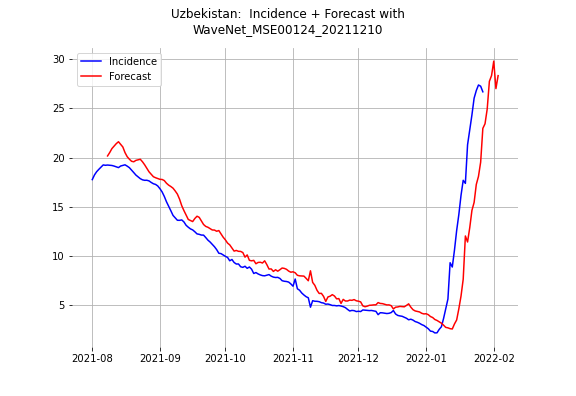 Uzbekistan:  Incidence + Forecast with
WaveNet_MSE00124_20211210
Incidence
Forecast
30
25
20
15
10
5
2021-08 2021-09 2021-10 2021-11 2021-12 2022-01 2022-02